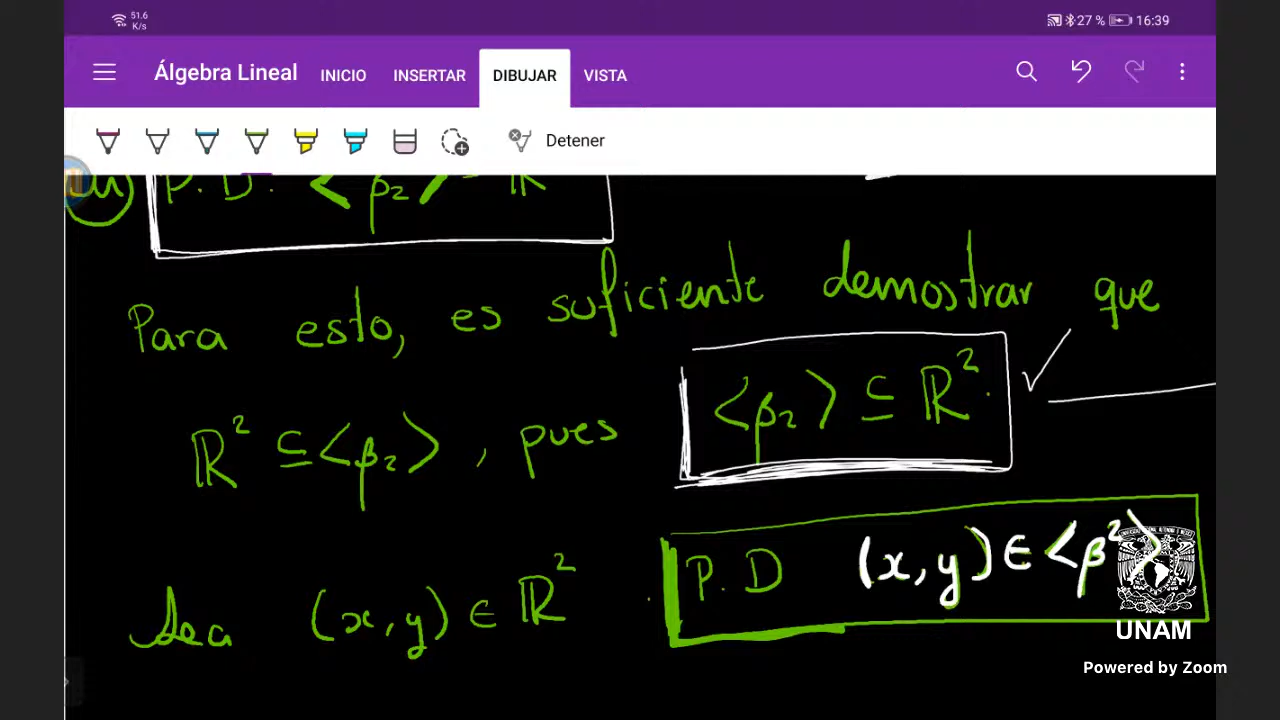 51.6 K/s 27 % 16:39
Álgebra Lineal INICIO INSERTAR DIBUJAR VISTA
Detener
P.D. <β₂> = ℝ²
Para esto, es suficiente demostrar que
ℝ² ⊆ <β₂>, pues <β₂> ⊆ ℝ². ✓
Sea (x,y) ∈ ℝ². P.D (x,y) ∈ <β²>
UNAM
Powered by Zoom